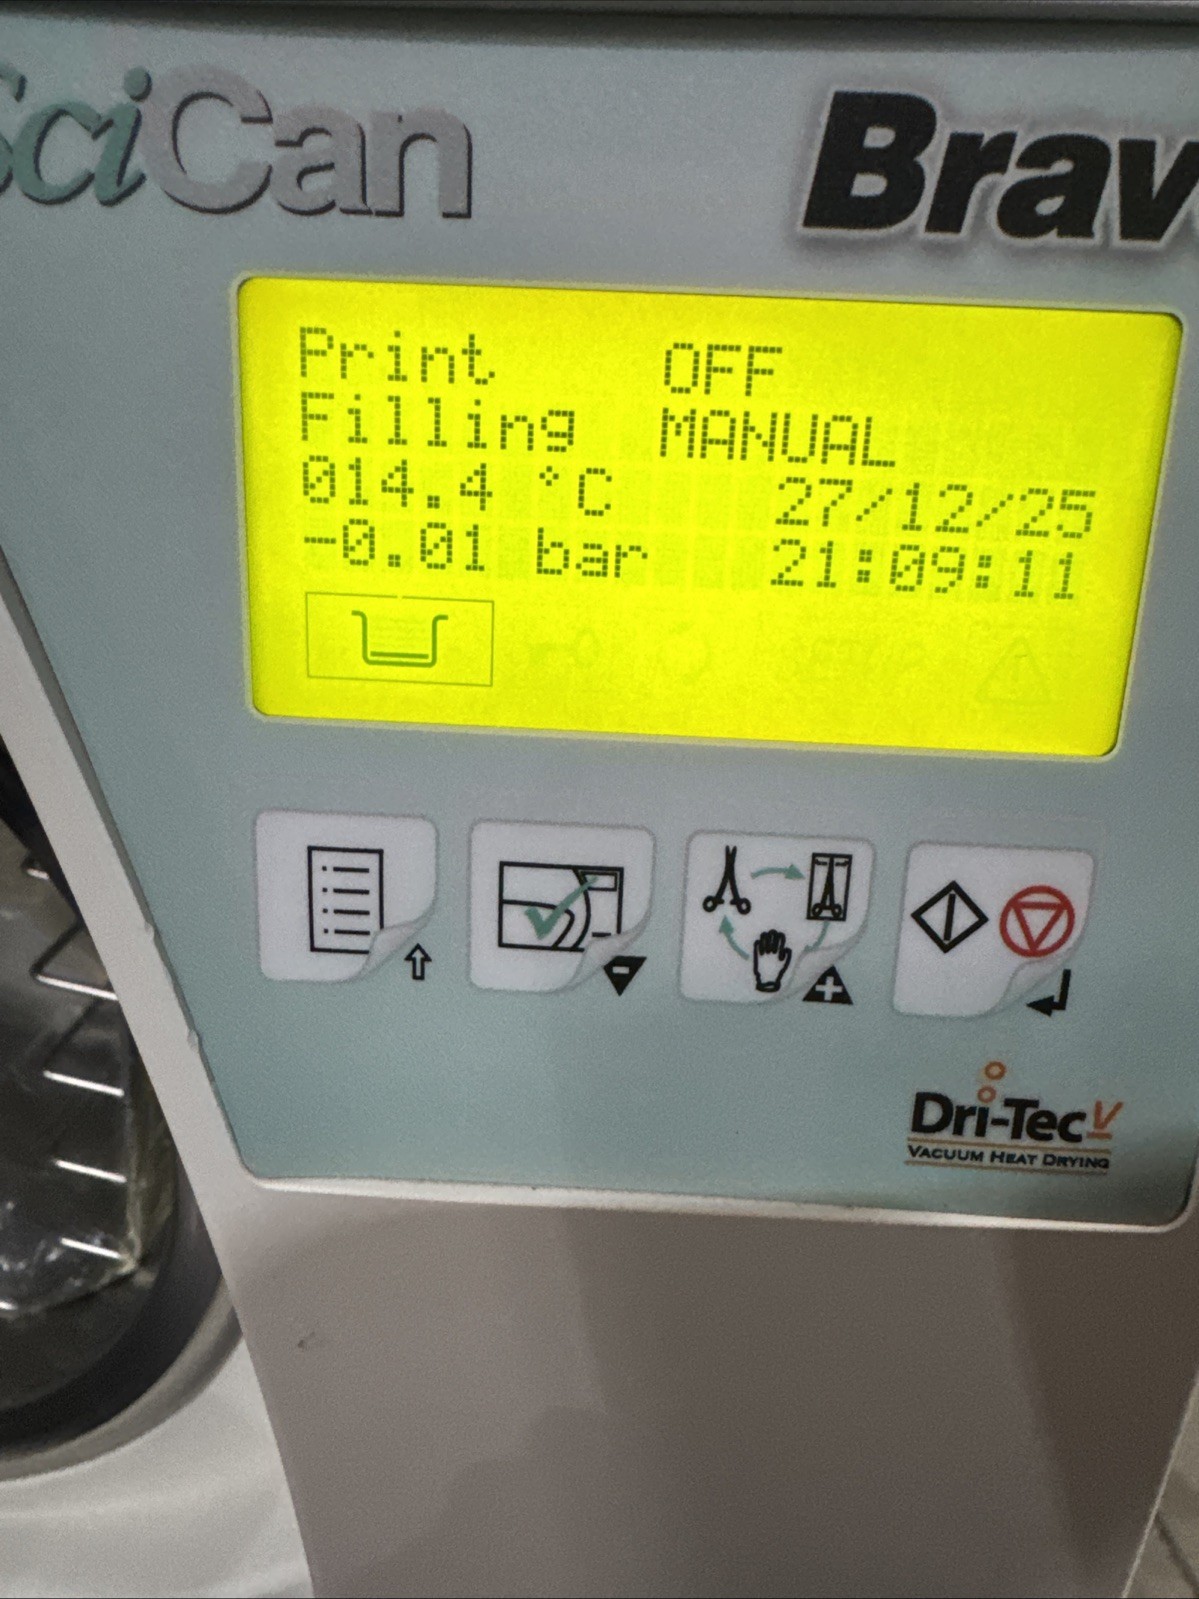 SciCan
Brav
Print OFF
Filling MANUAL
014.4 °C 27/12/25
-0.01 bar 21:09:11
Dri-Tec V
VACUUM HEAT DRYING